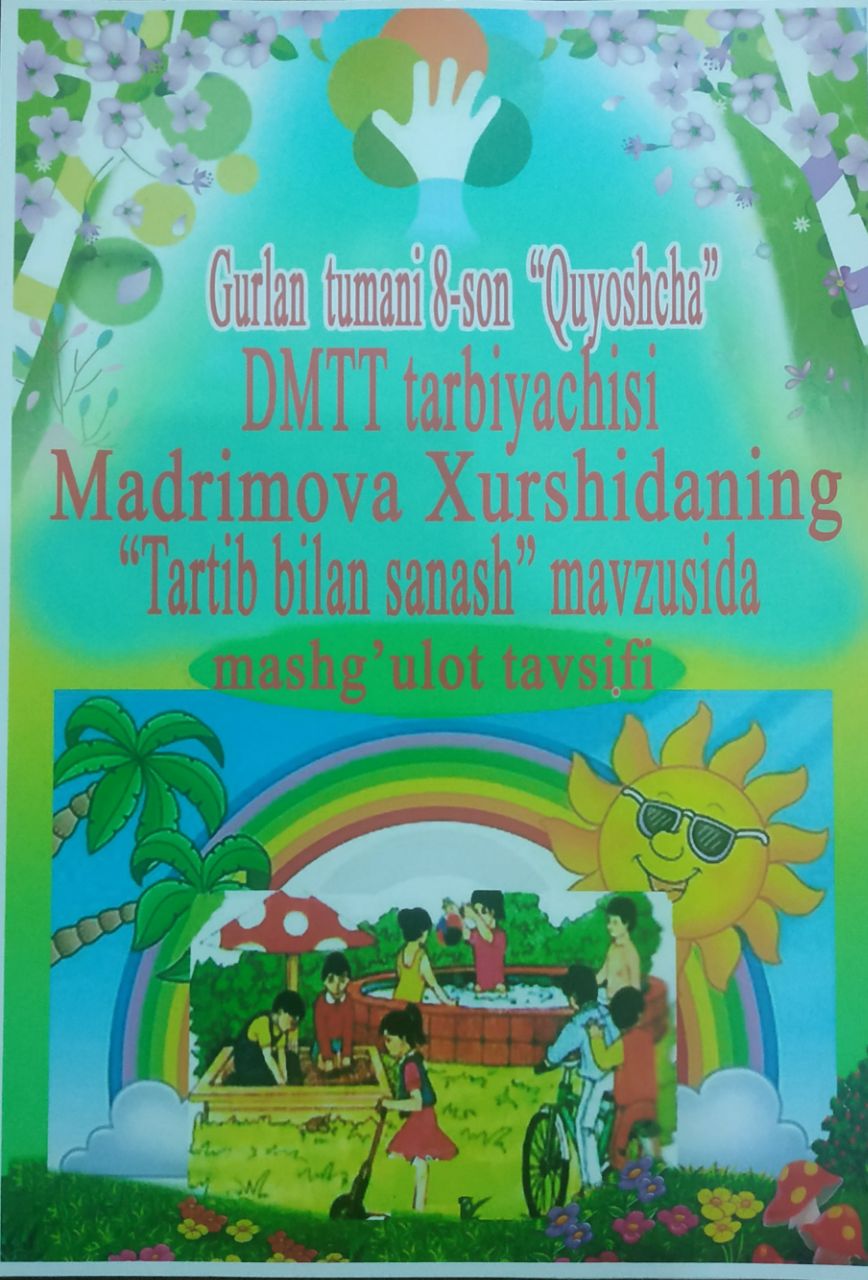 Gurlan tumani 8-son “Quyoshcha”
DMTT tarbiyachisi
Madrimova Xurshidaning
“Tartib bilan sanash” mavzusida
mashg’ulot tavsifi